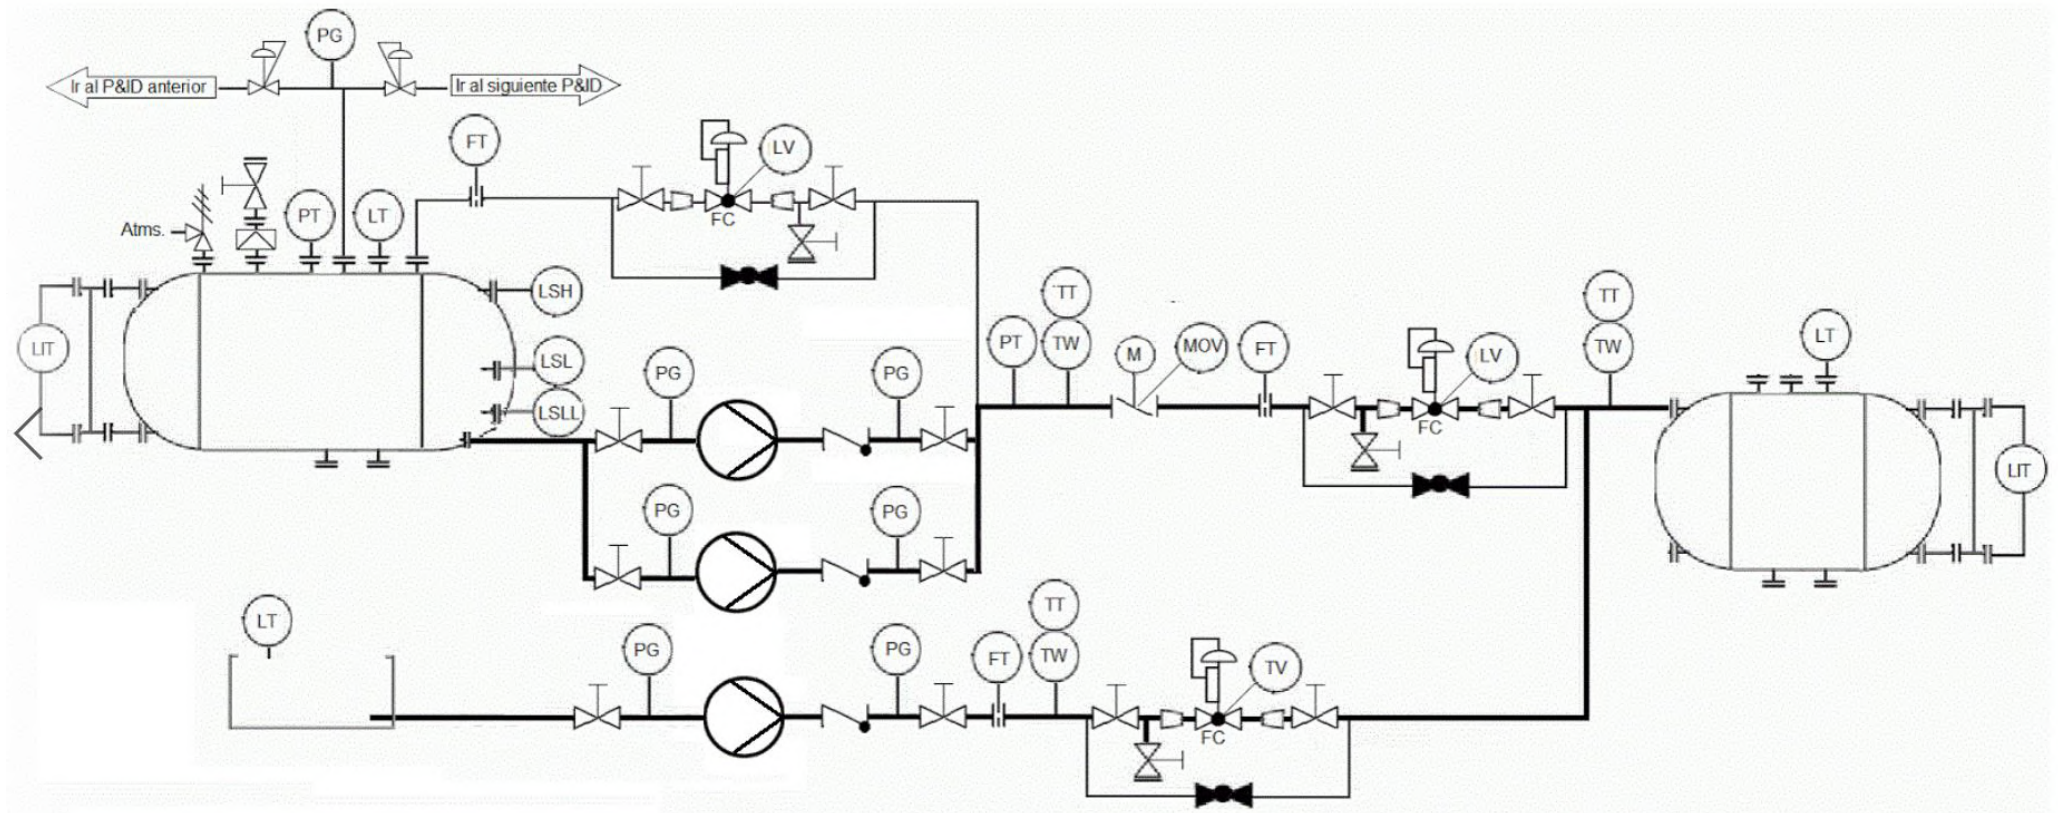 PG
Ir al P&ID anterior
Ir al siguiente P&ID
FT
LV
FC
Atms.
PT
LT
LIT
LSH
LSL
LSLL
PG
PG
PG
PG
PT
TT
TW
M
MOV
FT
LV
FC
TT
TW
LT
LIT
LT
PG
PG
FT
TT
TW
TV
FC